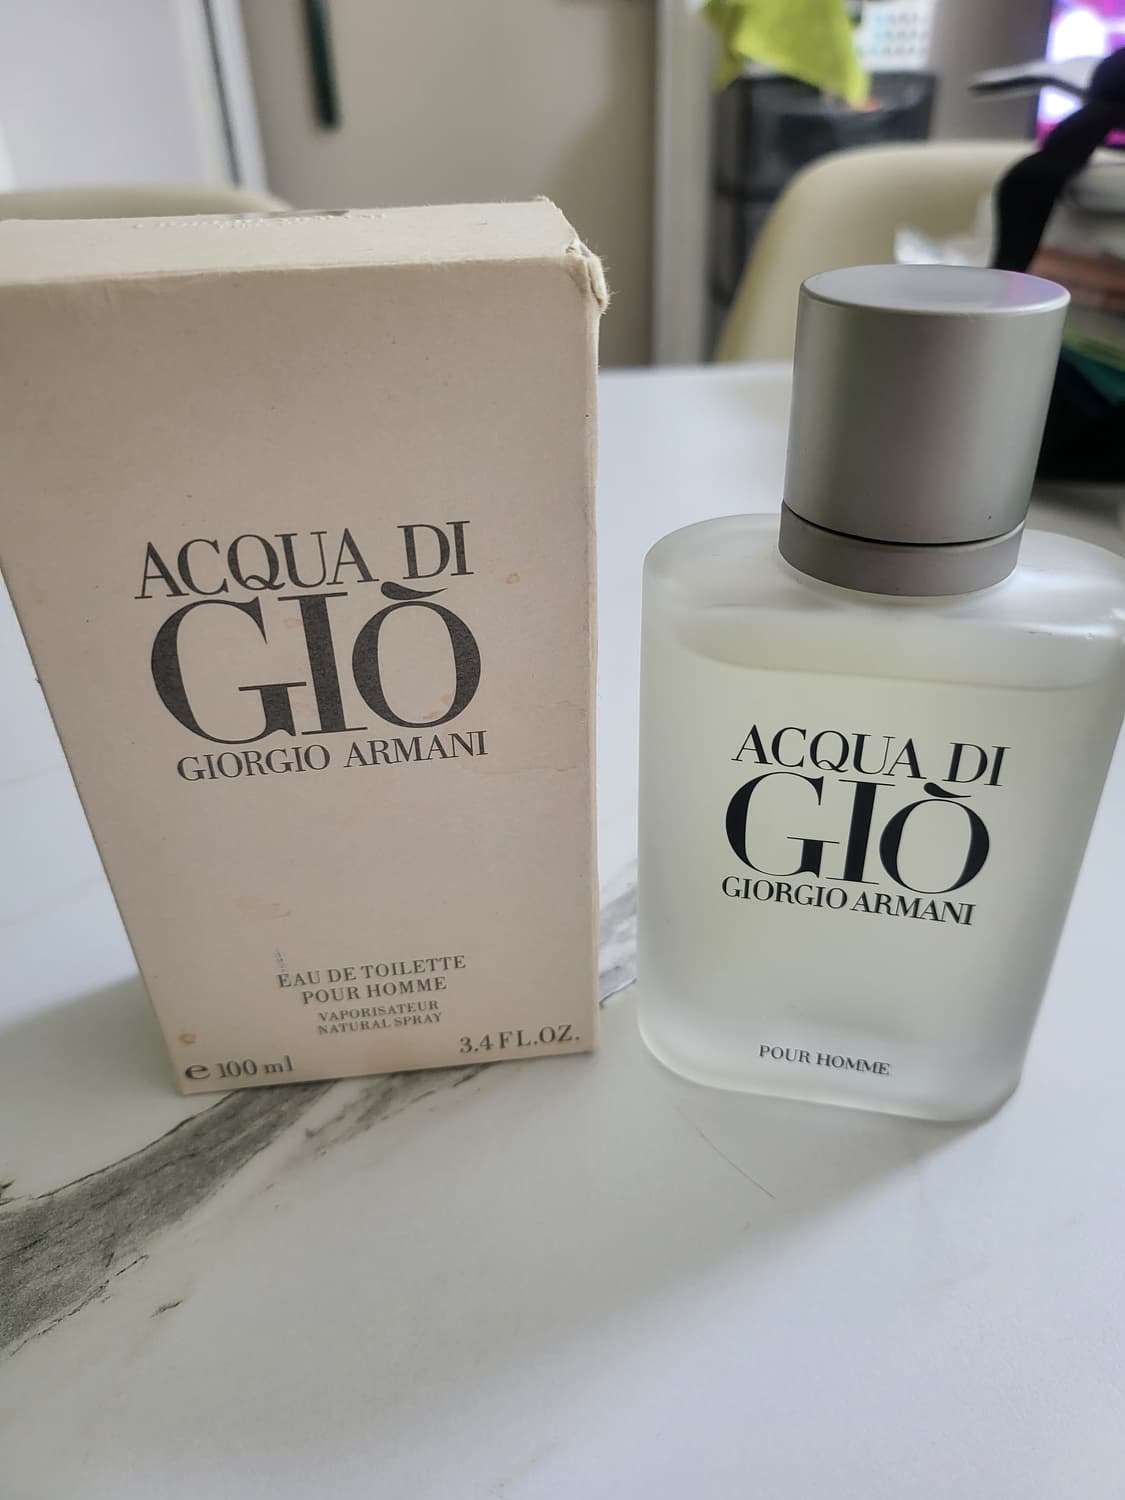 ACQUA DI
GIÒ
GIORGIO ARMANI
EAU DE TOILETTE
POUR HOMME
VAPORISATEUR
NATURAL SPRAY
e 100 ml
3.4 FL.OZ.
ACQUA DI
GIÒ
GIORGIO ARMANI
POUR HOMME